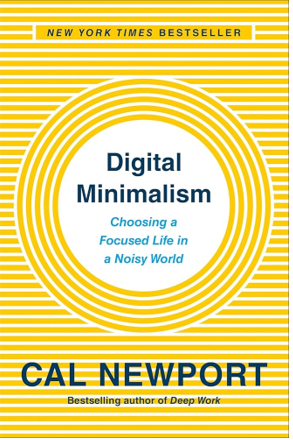 NEW YORK TIMES BESTSELLER
Digital
Minimalism
Choosing a
Focused Life in
a Noisy World
CAL NEWPORT
Bestselling author of Deep Work